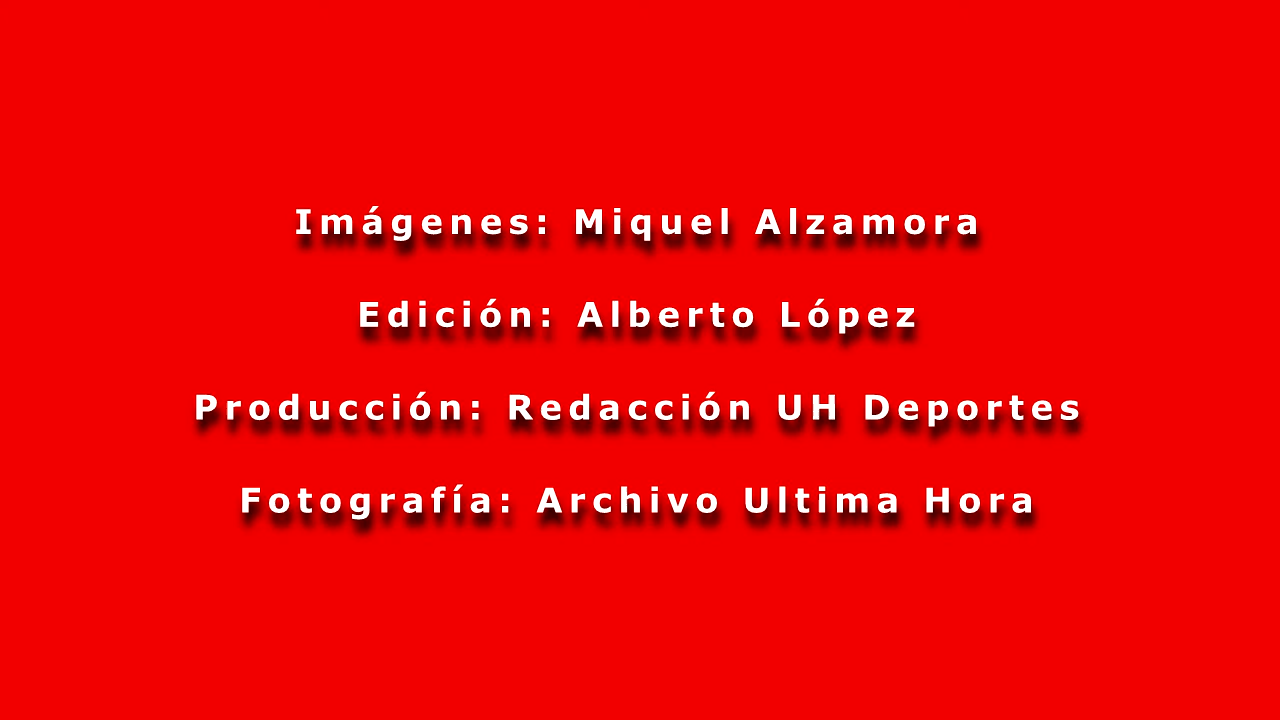 Imágenes: Miquel Alzamora
Edición: Alberto López
Producción: Redacción UH Deportes
Fotografía: Archivo Ultima Hora